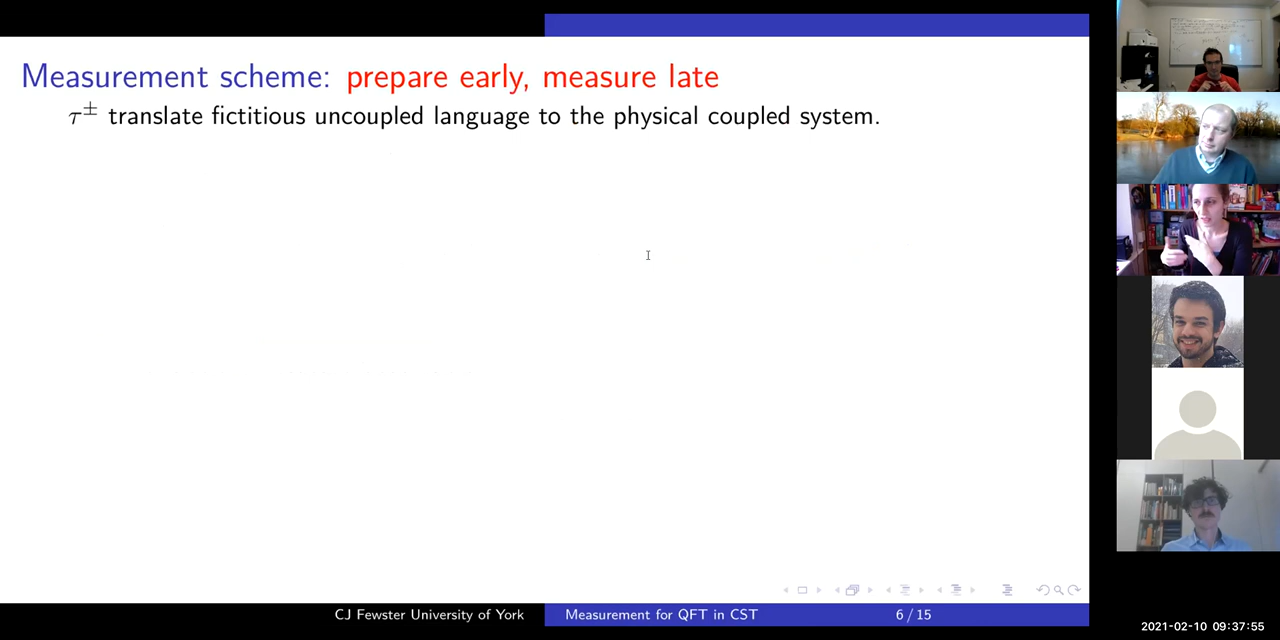 Measurement scheme: prepare early, measure late
τ± translate fictitious uncoupled language to the physical coupled system.
CJ Fewster University of York
Measurement for QFT in CST
6 / 15
2021-02-10 09:37:55